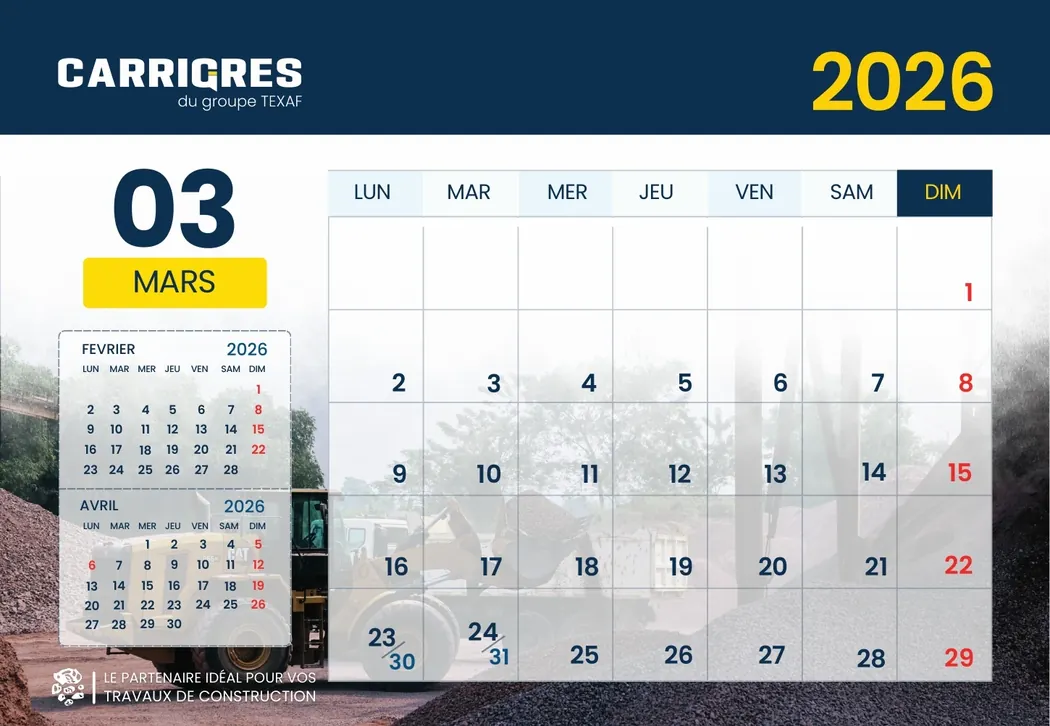 CARRIGRES
du groupe TEXAF
2026
03
MARS
FEVRIER 2026
LUN MAR MER JEU VEN SAM DIM
1
2 3 4 5 6 7 8
9 10 11 12 13 14 15
16 17 18 19 20 21 22
23 24 25 26 27 28
AVRIL 2026
LUN MAR MER JEU VEN SAM DIM
1 2 3 4 5
6 7 8 9 10 11 12
13 14 15 16 17 18 19
20 21 22 23 24 25 26
27 28 29 30
LE PARTENAIRE IDÉAL POUR VOS
TRAVAUX DE CONSTRUCTION
LUN MAR MER JEU VEN SAM DIM
1
2 3 4 5 6 7 8
9 10 11 12 13 14 15
16 17 18 19 20 21 22
23/30 24/31 25 26 27 28 29
CAT